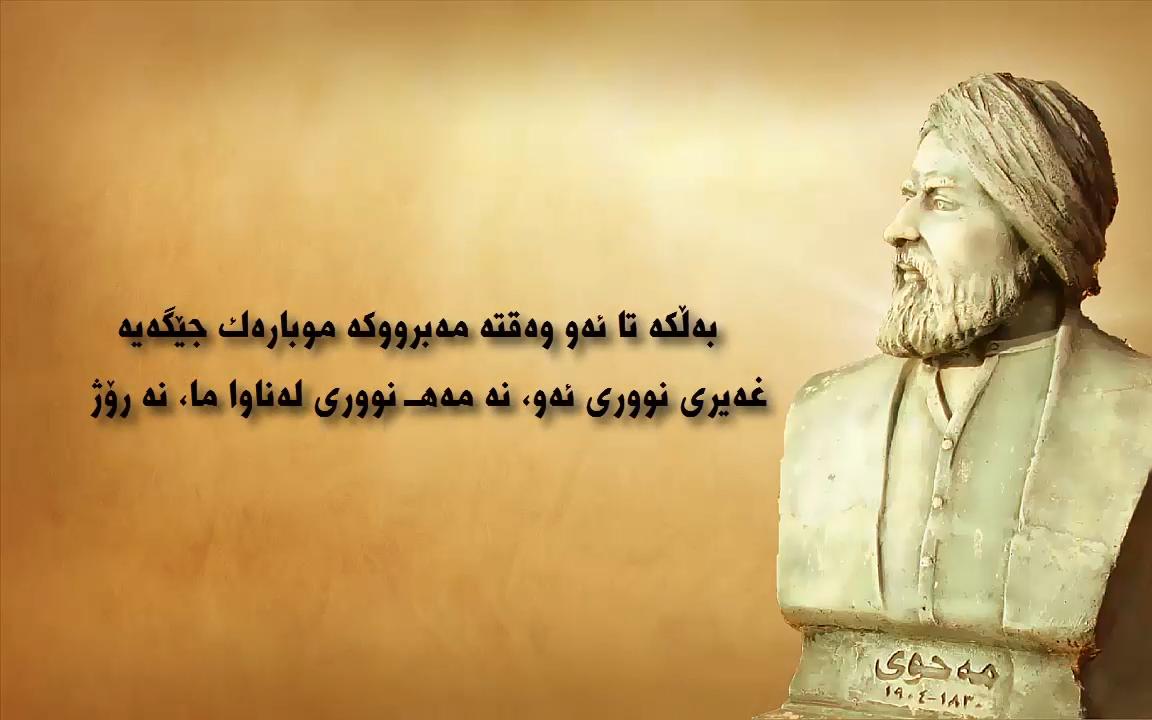 بەڵکە تا ئەو وەقتە مەبرووکە موبارەك جێگەیە
غەیری نووری ئەو، نە مەهـ نووری لەناوا ما، نە رۆژ
مەحوی
١٩٠٤-١٨٣٠